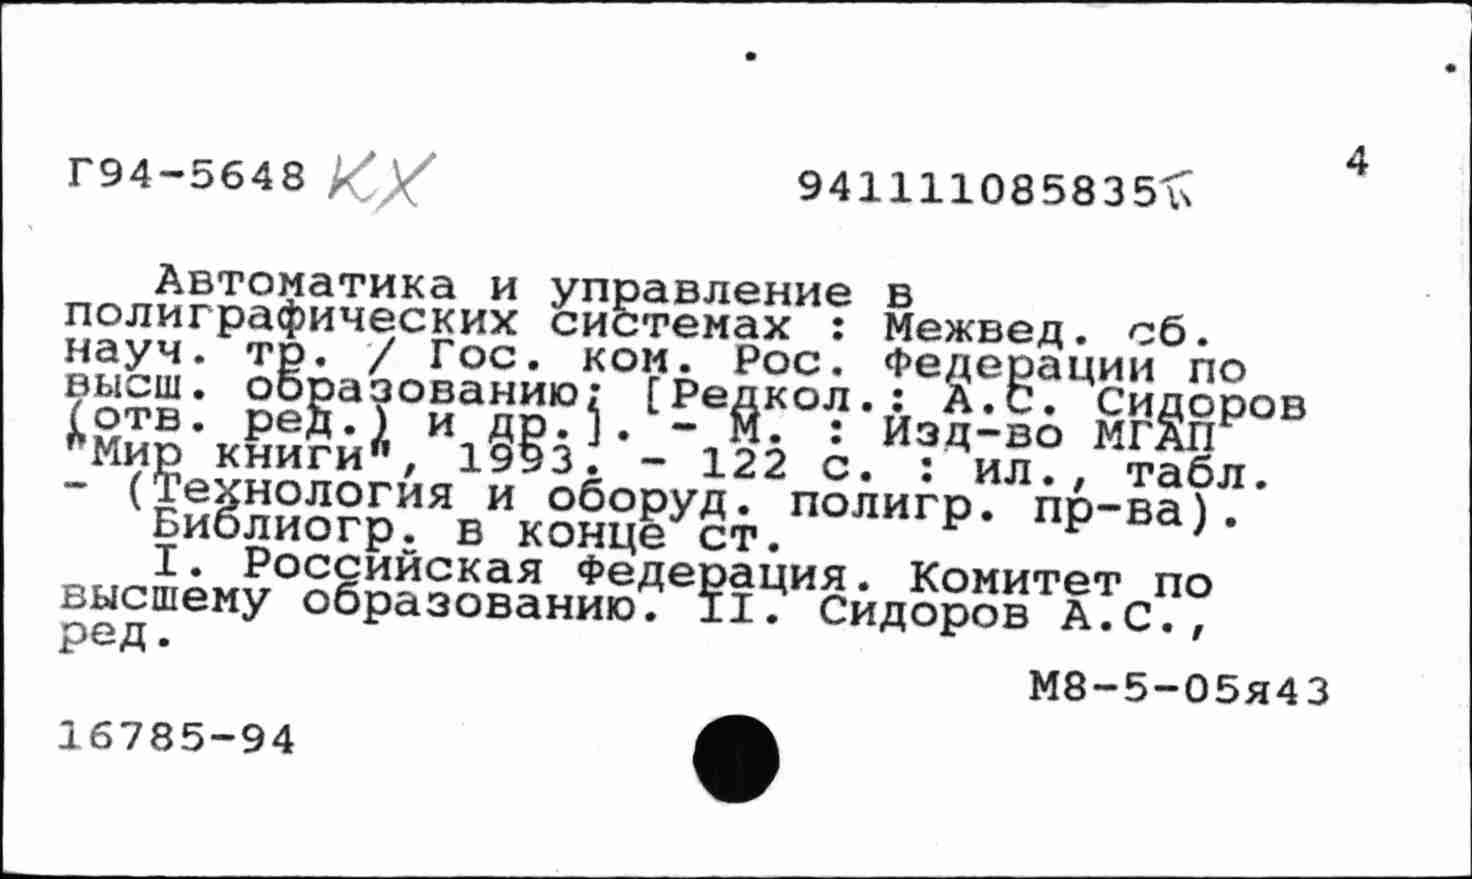 Г94-5648 КХ 941111085835 4
Автоматика и управление в
полиграфических системах : Межвед. сб.
науч. тр. / Гос. ком. Рос. Федерации по
высш. образованию; [Редкол.: А.С. Сидоров
(отв. ред.) и др.]. - М. : Изд-во МГАП
"Мир книги", 1993. - 122 с. : ил., табл.
- (Технология и оборуд. полигр. пр-ва).
Библиогр. в конце ст.
I. Российская Федерация. Комитет по
высшему образованию. II. Сидоров А.С.,
ред.
М8-5-05я43
16785-94